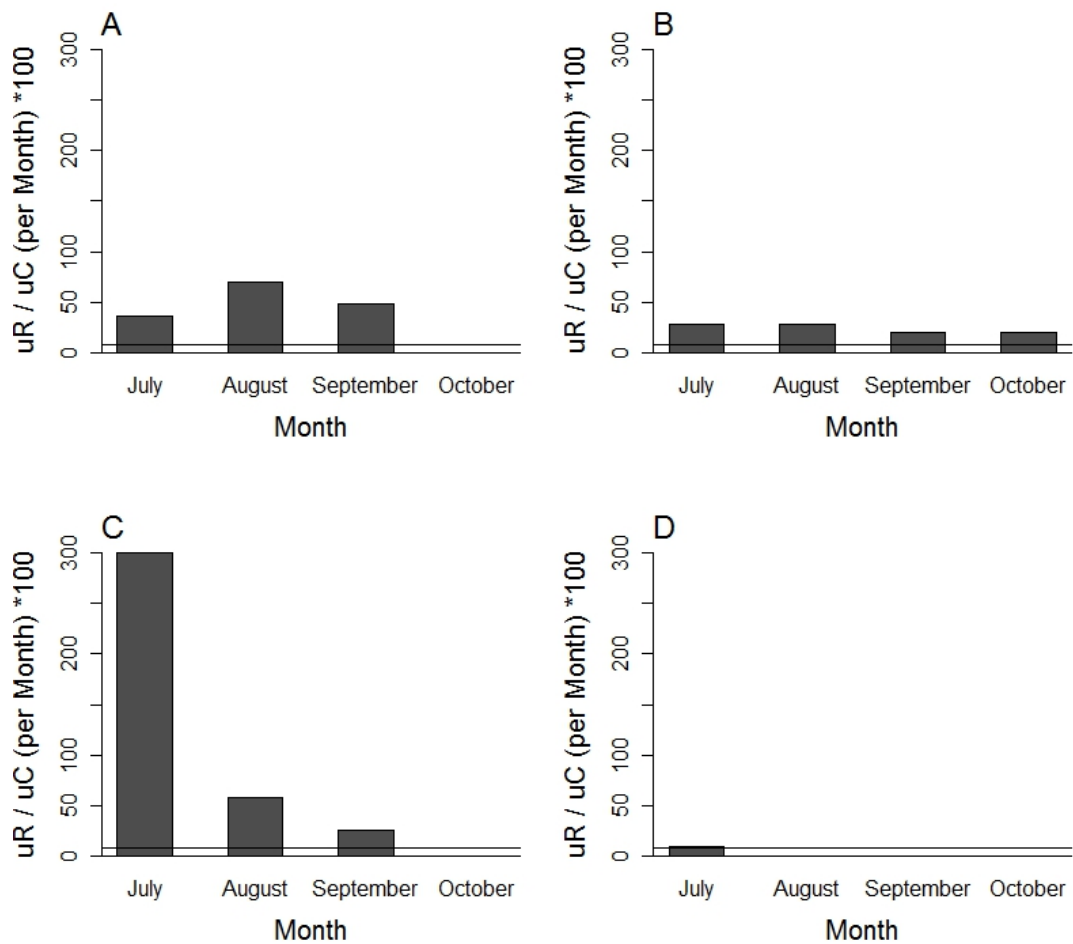 A
uR / uC (per Month) *100
300
200
100
50
0
July August September October
Month
B
uR / uC (per Month) *100
300
200
100
50
0
July August September October
Month
C
uR / uC (per Month) *100
300
200
100
50
0
July August September October
Month
D
uR / uC (per Month) *100
300
200
100
50
0
July August September October
Month